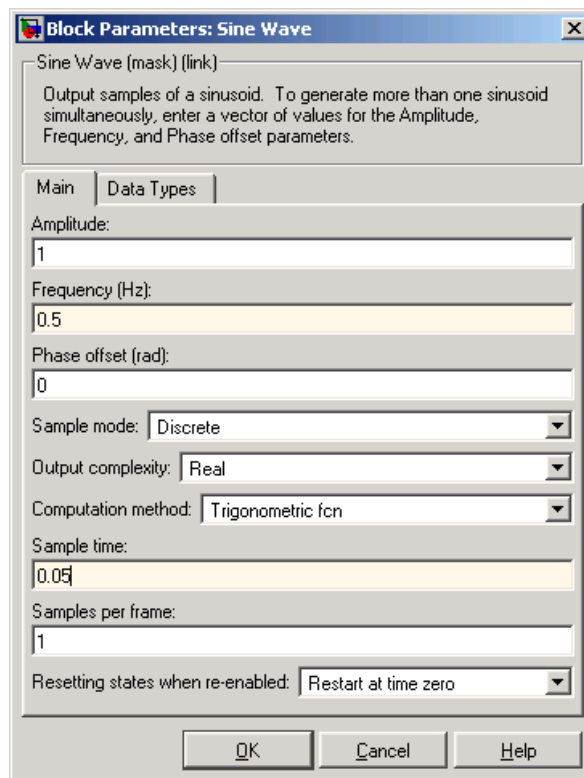 Block Parameters: Sine Wave
Sine Wave (mask) (link)
Output samples of a sinusoid.  To generate more than one sinusoid
simultaneously, enter a vector of values for the Amplitude,
Frequency, and Phase offset parameters.
Main Data Types
Amplitude:
1
Frequency (Hz):
0.5
Phase offset (rad):
0
Sample mode: Discrete
Output complexity: Real
Computation method: Trigonometric fcn
Sample time:
0.05
Samples per frame:
1
Resetting states when re-enabled: Restart at time zero
OK Cancel Help